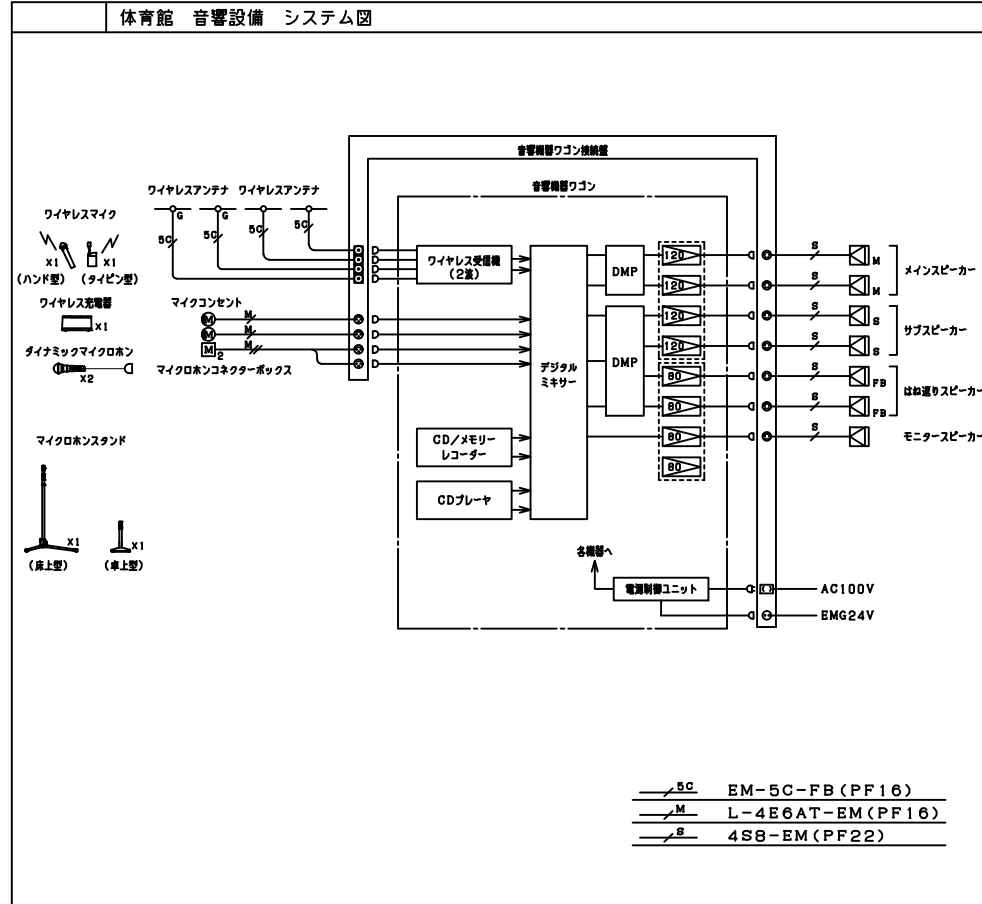 体育館 音響設備 システム図
音響機器ワゴン接続盤
音響機器ワゴン
ワイヤレスアンテナ ワイヤレスアンテナ
G G
5C 5C 5C 5C
ワイヤレスマイク
×1 ×1
(ハンド型) (タイピン型)
ワイヤレス充電器
×1
ダイナミックマイクロホン
×2
マイクロホンスタンド
×1 ×1
(床上型) (卓上型)
マイクコンセント
M M
M M
M 2 M
マイクロホンコネクターボックス
ワイヤレス受信機
(2波)
CD/メモリー
レコーダー
CDプレーヤ
デジタル
ミキサー
DMP
DMP
120
120
120
120
80
80
80
80
S M
S M
メインスピーカー
S S
S S
サブスピーカー
S FB
S FB
はね返りスピーカー
S
モニタースピーカー
各機器へ
電源制御ユニット
AC100V
EMG24V
5C EM-5C-FB(PF16)
M L-4E6AT-EM(PF16)
S 4S8-EM(PF22)